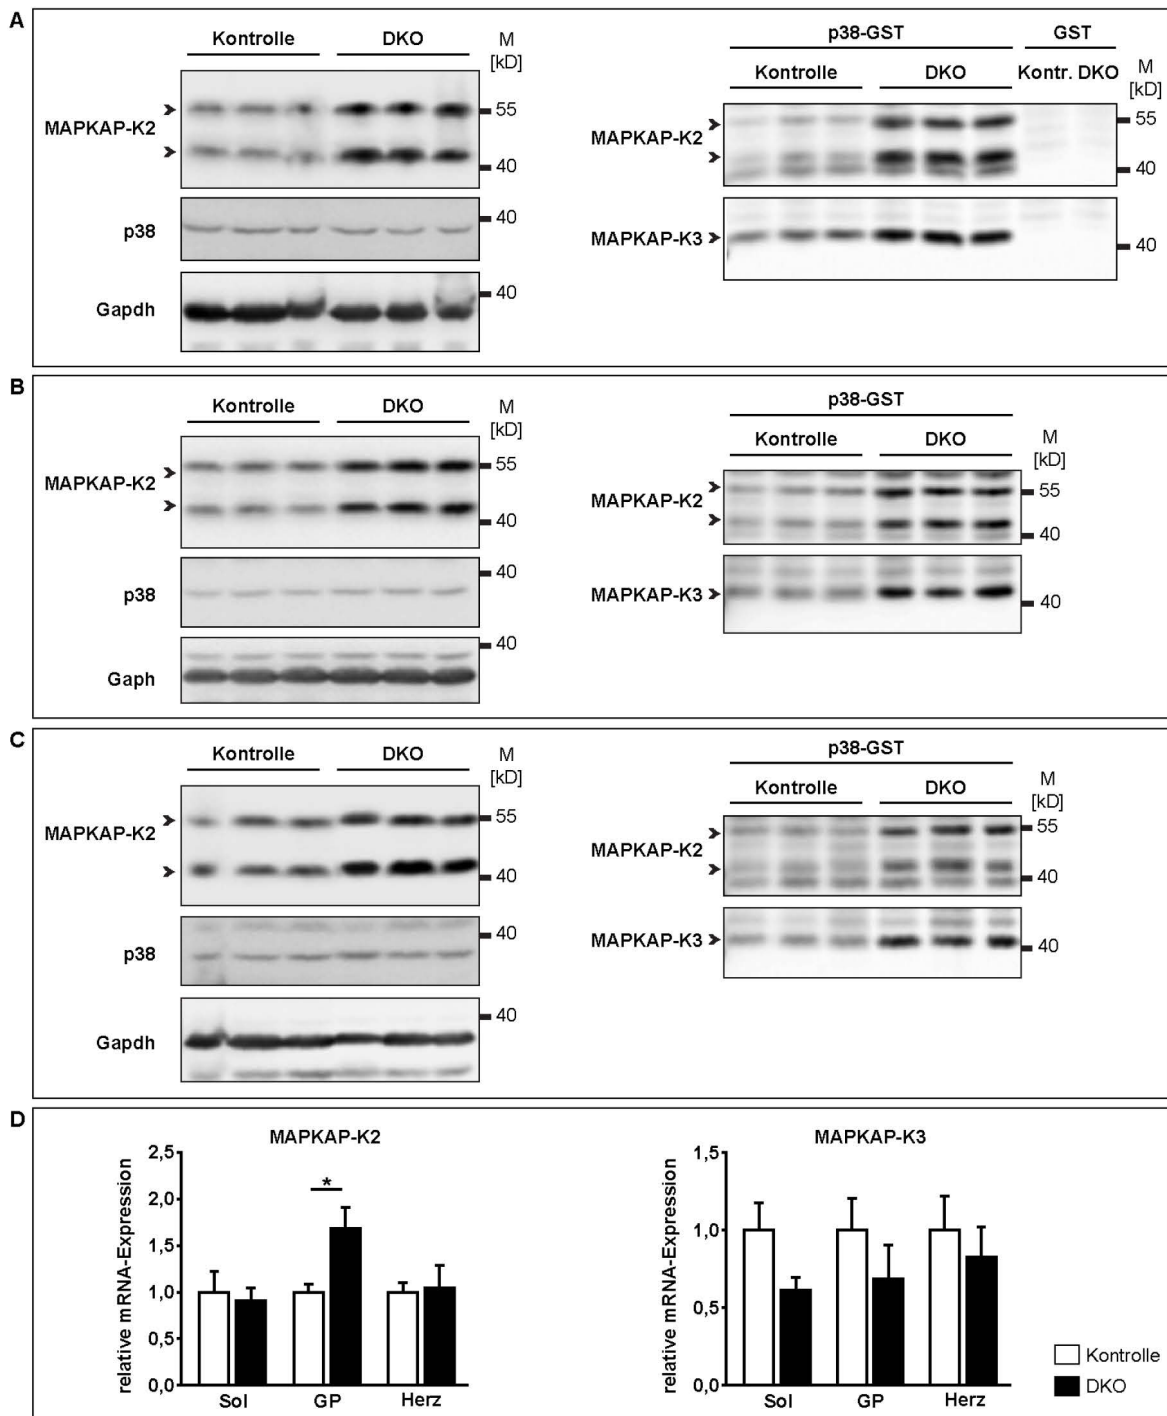 A
Kontrolle DKO M
[kD]
MAPKAP-K2
55
40
p38
40
Gapdh
40
p38-GST GST
Kontrolle DKO Kontr. DKO M
[kD]
MAPKAP-K2
55
40
MAPKAP-K3
40
B
Kontrolle DKO M
[kD]
MAPKAP-K2
55
40
p38
40
Gaph
40
p38-GST
Kontrolle DKO M
[kD]
MAPKAP-K2
55
40
MAPKAP-K3
40
C
Kontrolle DKO M
[kD]
MAPKAP-K2
55
40
p38
40
Gapdh
40
p38-GST
Kontrolle DKO M
[kD]
MAPKAP-K2
55
40
MAPKAP-K3
40
D
MAPKAP-K2
relative mRNA-Expression
2,5
2,0
1,5
1,0
0,5
0,0
*
Sol GP Herz
MAPKAP-K3
relative mRNA-Expression
1,5
1,0
0,5
0,0
Sol GP Herz
Kontrolle
DKO